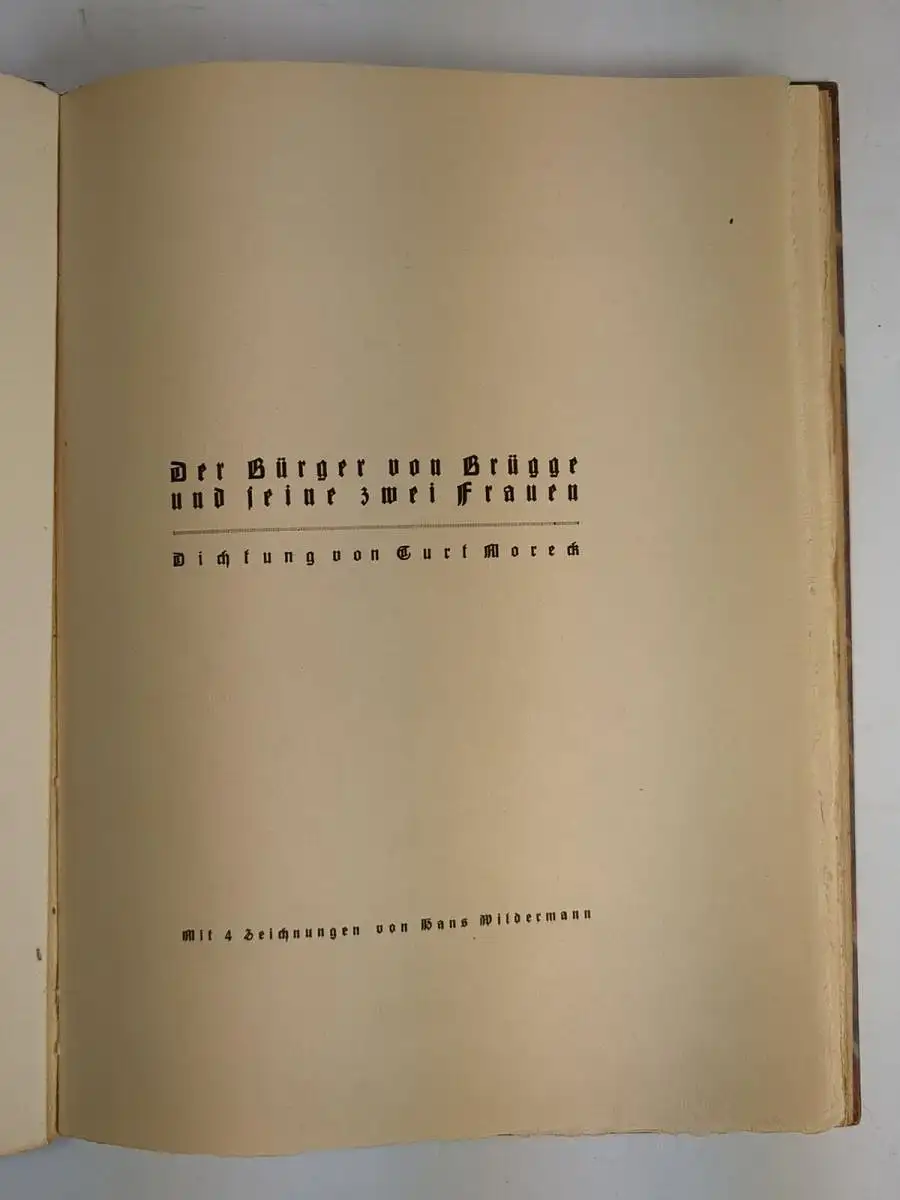 Der Bürger von Brügge
und seine zwei Frauen
Dichtung von Curt Moreck
Mit 4 Zeichnungen von Hans Wildermann